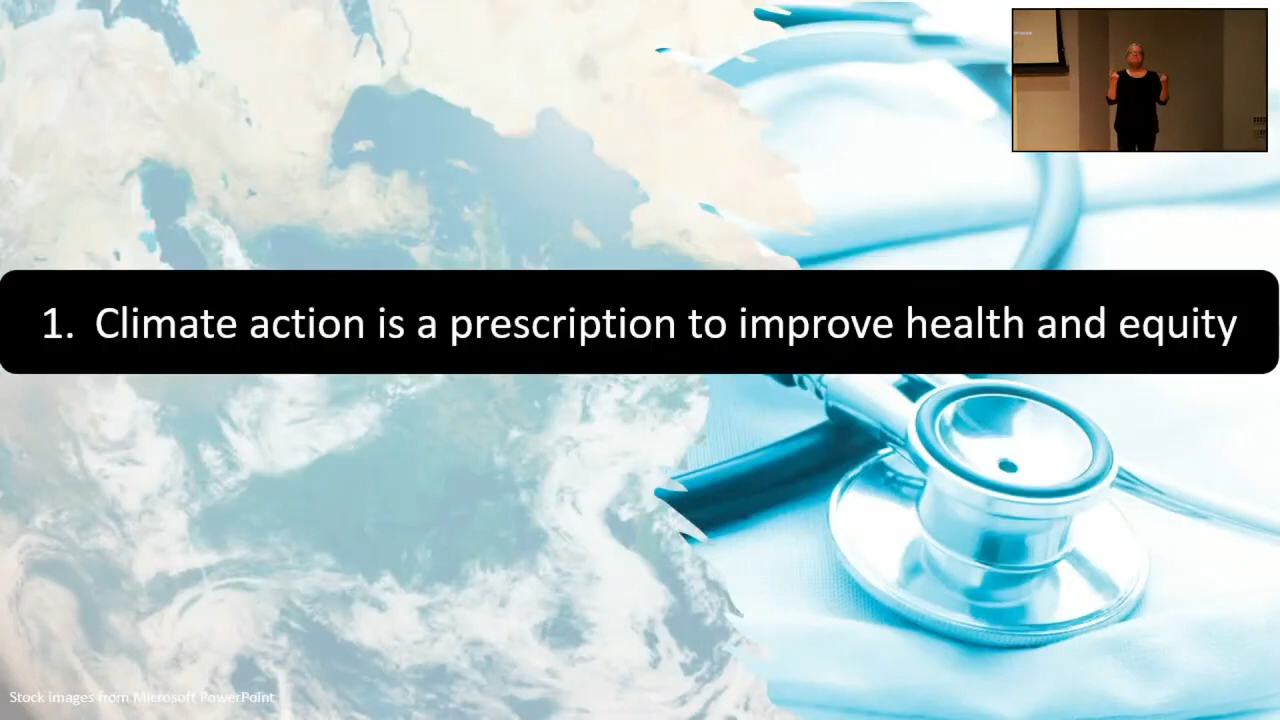 1. Climate action is a prescription to improve health and equity
Stock images from Microsoft PowerPoint